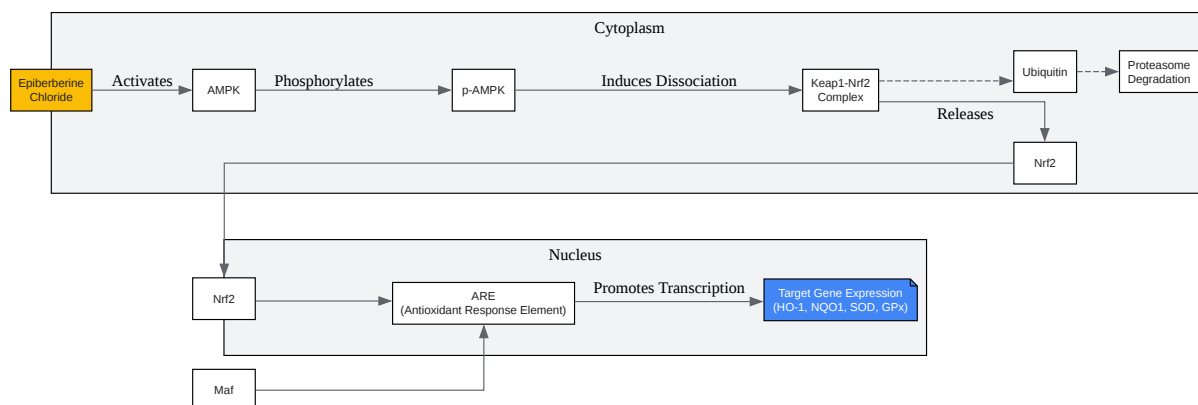 Cytoplasm
Epiberberine
Chloride
Activates
AMPK
Phosphorylates
p-AMPK
Induces Dissociation
Keap1-Nrf2
Complex
Ubiquitin
Proteasome
Degradation
Releases
Nrf2
Nucleus
Nrf2
ARE
(Antioxidant Response Element)
Promotes Transcription
Target Gene Expression
(HO-1, NQO1, SOD, GPx)
Maf